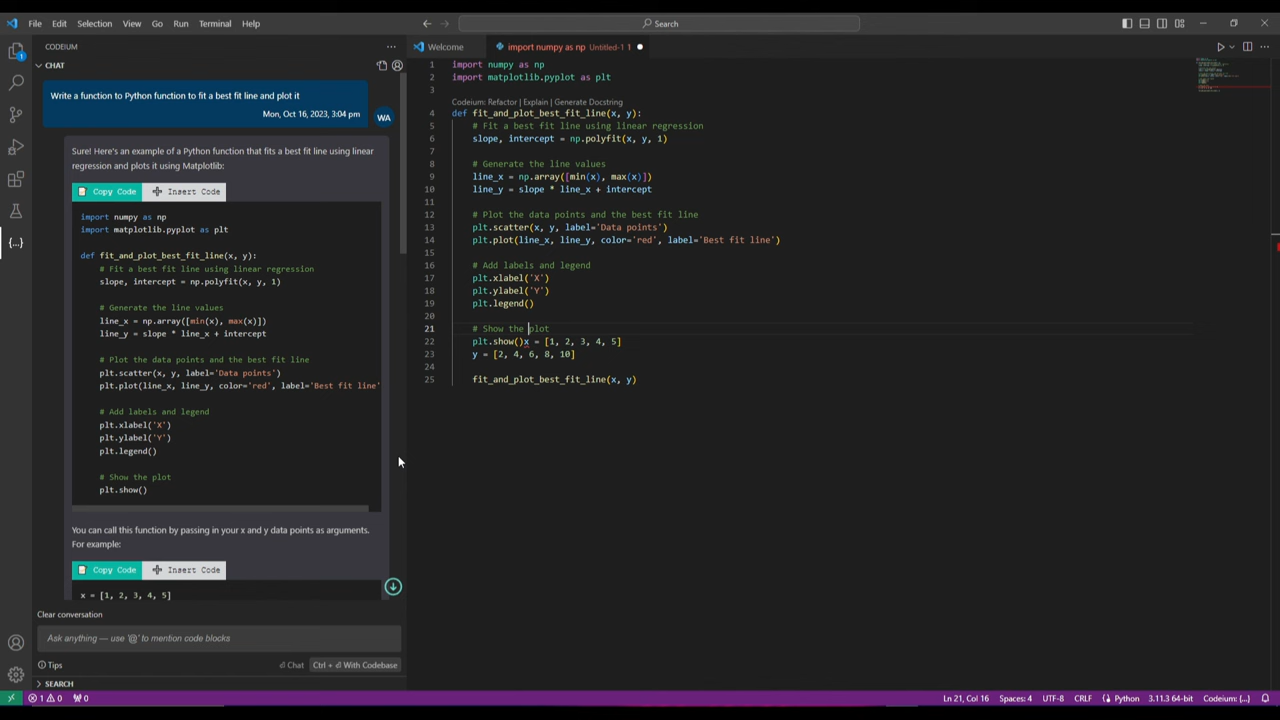 File Edit Selection View Go Run Terminal Help
Search
CODEIUM
CHAT
Write a function to Python function to fit a best fit line and plot it
Mon, Oct 16, 2023, 3:04 pm
WA
Sure! Here's an example of a Python function that fits a best fit line using linear
regression and plots it using Matplotlib:
Copy Code Insert Code
import numpy as np
import matplotlib.pyplot as plt
def fit_and_plot_best_fit_line(x, y):
# Fit a best fit line using linear regression
slope, intercept = np.polyfit(x, y, 1)
# Generate the line values
line_x = np.array([min(x), max(x)])
line_y = slope * line_x + intercept
# Plot the data points and the best fit line
plt.scatter(x, y, label='Data points')
plt.plot(line_x, line_y, color='red', label='Best fit line'
# Add labels and legend
plt.xlabel('X')
plt.ylabel('Y')
plt.legend()
# Show the plot
plt.show()
You can call this function by passing in your x and y data points as arguments.
For example:
Copy Code Insert Code
x = [1, 2, 3, 4, 5]
Clear conversation
Ask anything — use '@' to mention code blocks
Tips
Chat Ctrl + ⏎ With Codebase
SEARCH
Welcome import numpy as np Untitled-1 1
1 import numpy as np
2 import matplotlib.pyplot as plt
3
Codeium: Refactor | Explain | Generate Docstring
4 def fit_and_plot_best_fit_line(x, y):
5 # Fit a best fit line using linear regression
6 slope, intercept = np.polyfit(x, y, 1)
7
8 # Generate the line values
9 line_x = np.array([min(x), max(x)])
10 line_y = slope * line_x + intercept
11
12 # Plot the data points and the best fit line
13 plt.scatter(x, y, label='Data points')
14 plt.plot(line_x, line_y, color='red', label='Best fit line')
15
16 # Add labels and legend
17 plt.xlabel('X')
18 plt.ylabel('Y')
19 plt.legend()
20
21 # Show the plot
22 plt.show()x = [1, 2, 3, 4, 5]
23 y = [2, 4, 6, 8, 10]
24
25 fit_and_plot_best_fit_line(x, y)
1 0 0
Ln 21, Col 16 Spaces: 4 UTF-8 CRLF Python 3.11.3 64-bit Codeium: {...}